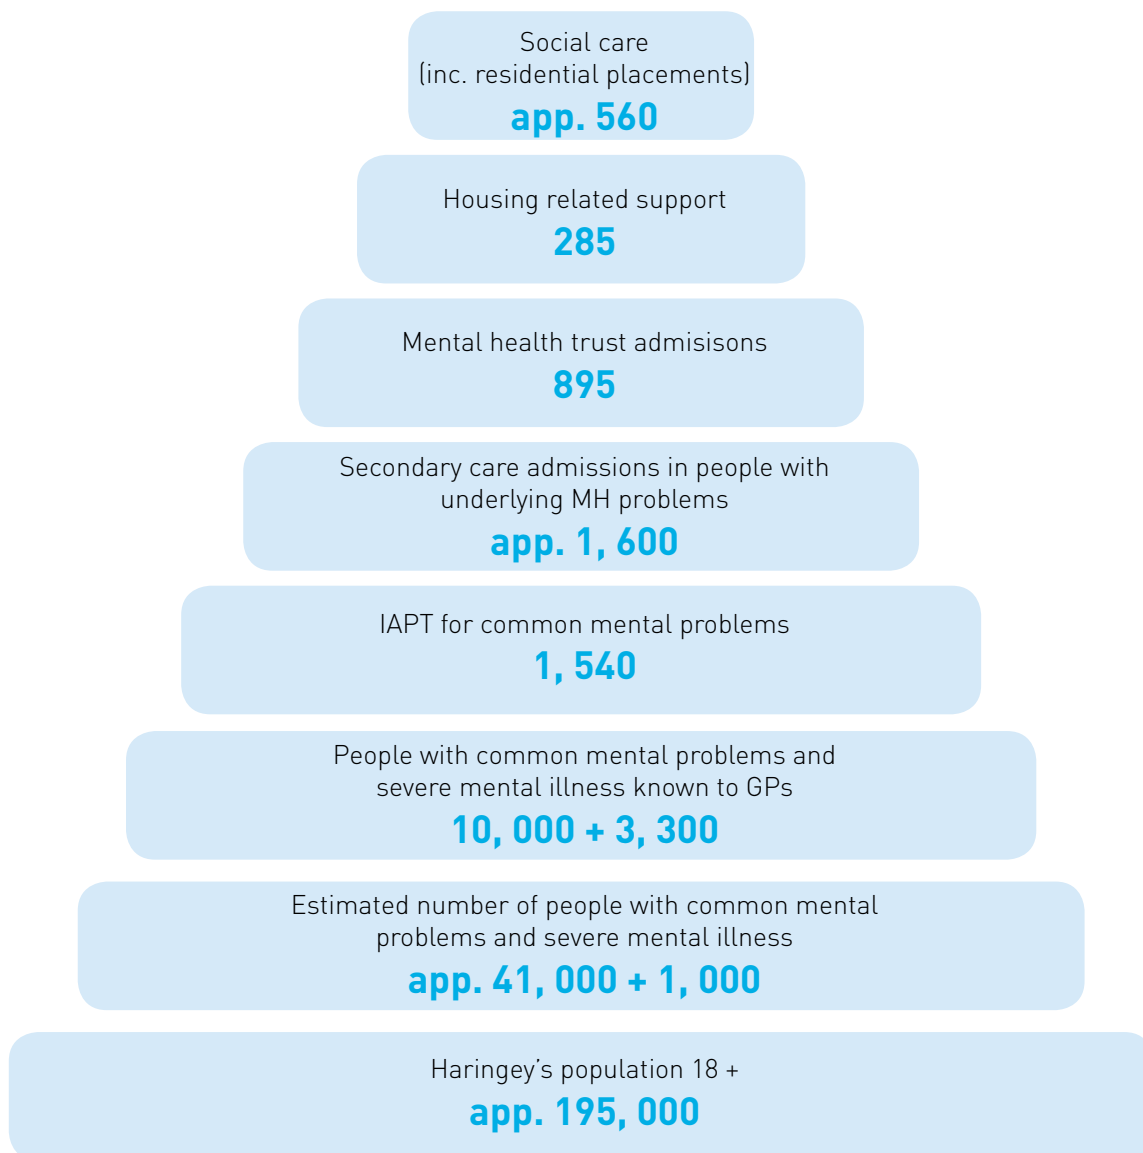 Social care
(inc. residential placements)
app. 560
Housing related support
285
Mental health trust admisisons
895
Secondary care admissions in people with
underlying MH problems
app. 1, 600
IAPT for common mental problems
1, 540
People with common mental problems and
severe mental illness known to GPs
10, 000 + 3, 300
Estimated number of people with common mental
problems and severe mental illness
app. 41, 000 + 1, 000
Haringey’s population 18 +
app. 195, 000